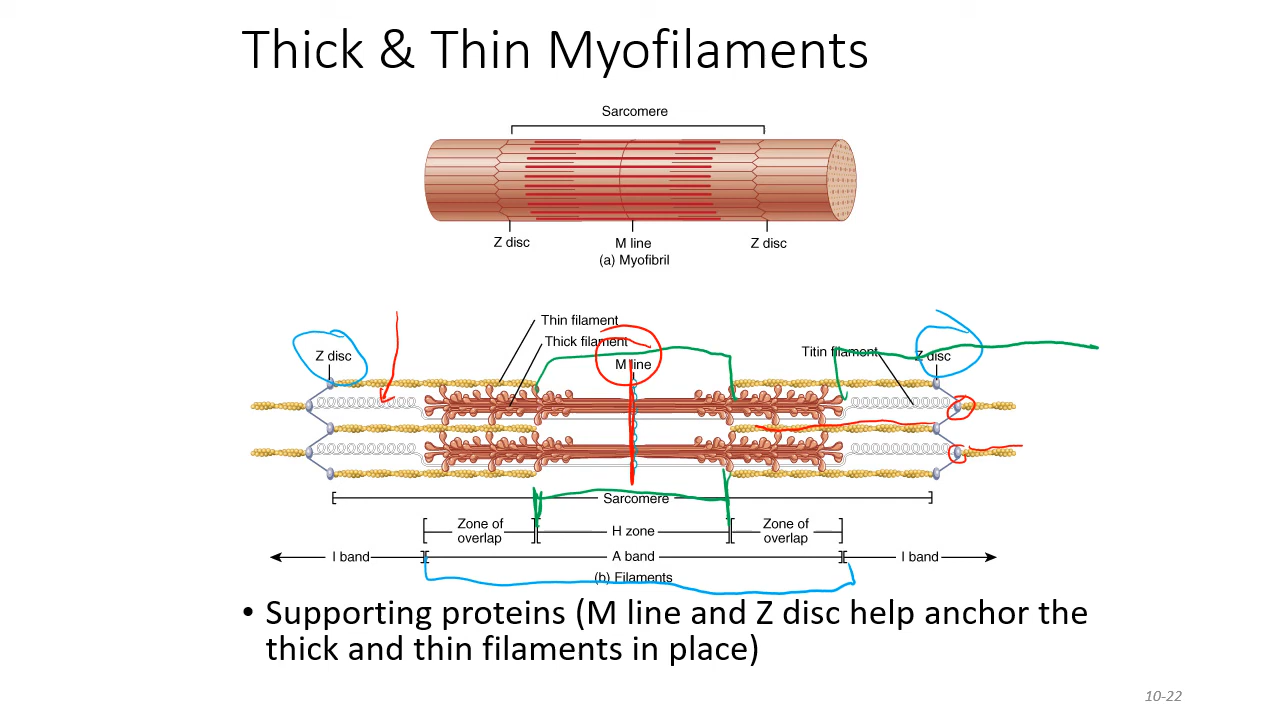 Thick & Thin Myofilaments
Sarcomere
Z disc
M line
Z disc
(a) Myofibril
Thin filament
Thick filament
Z disc
M line
Titin filament
Z disc
Sarcomere
Zone of
overlap
H zone
Zone of
overlap
I band
A band
I band
(b) Filaments
• Supporting proteins (M line and Z disc help anchor the
thick and thin filaments in place)
10-22